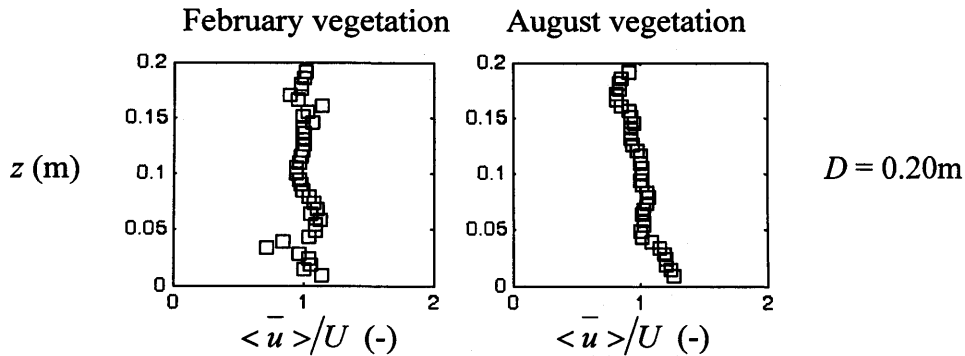 February vegetation
August vegetation
0.2
0.15
0.1
0.05
0
0
1
2
z (m)
< u̅ >/U (-)
0.2
0.15
0.1
0.05
0
0
1
2
< u̅ >/U (-)
D = 0.20m